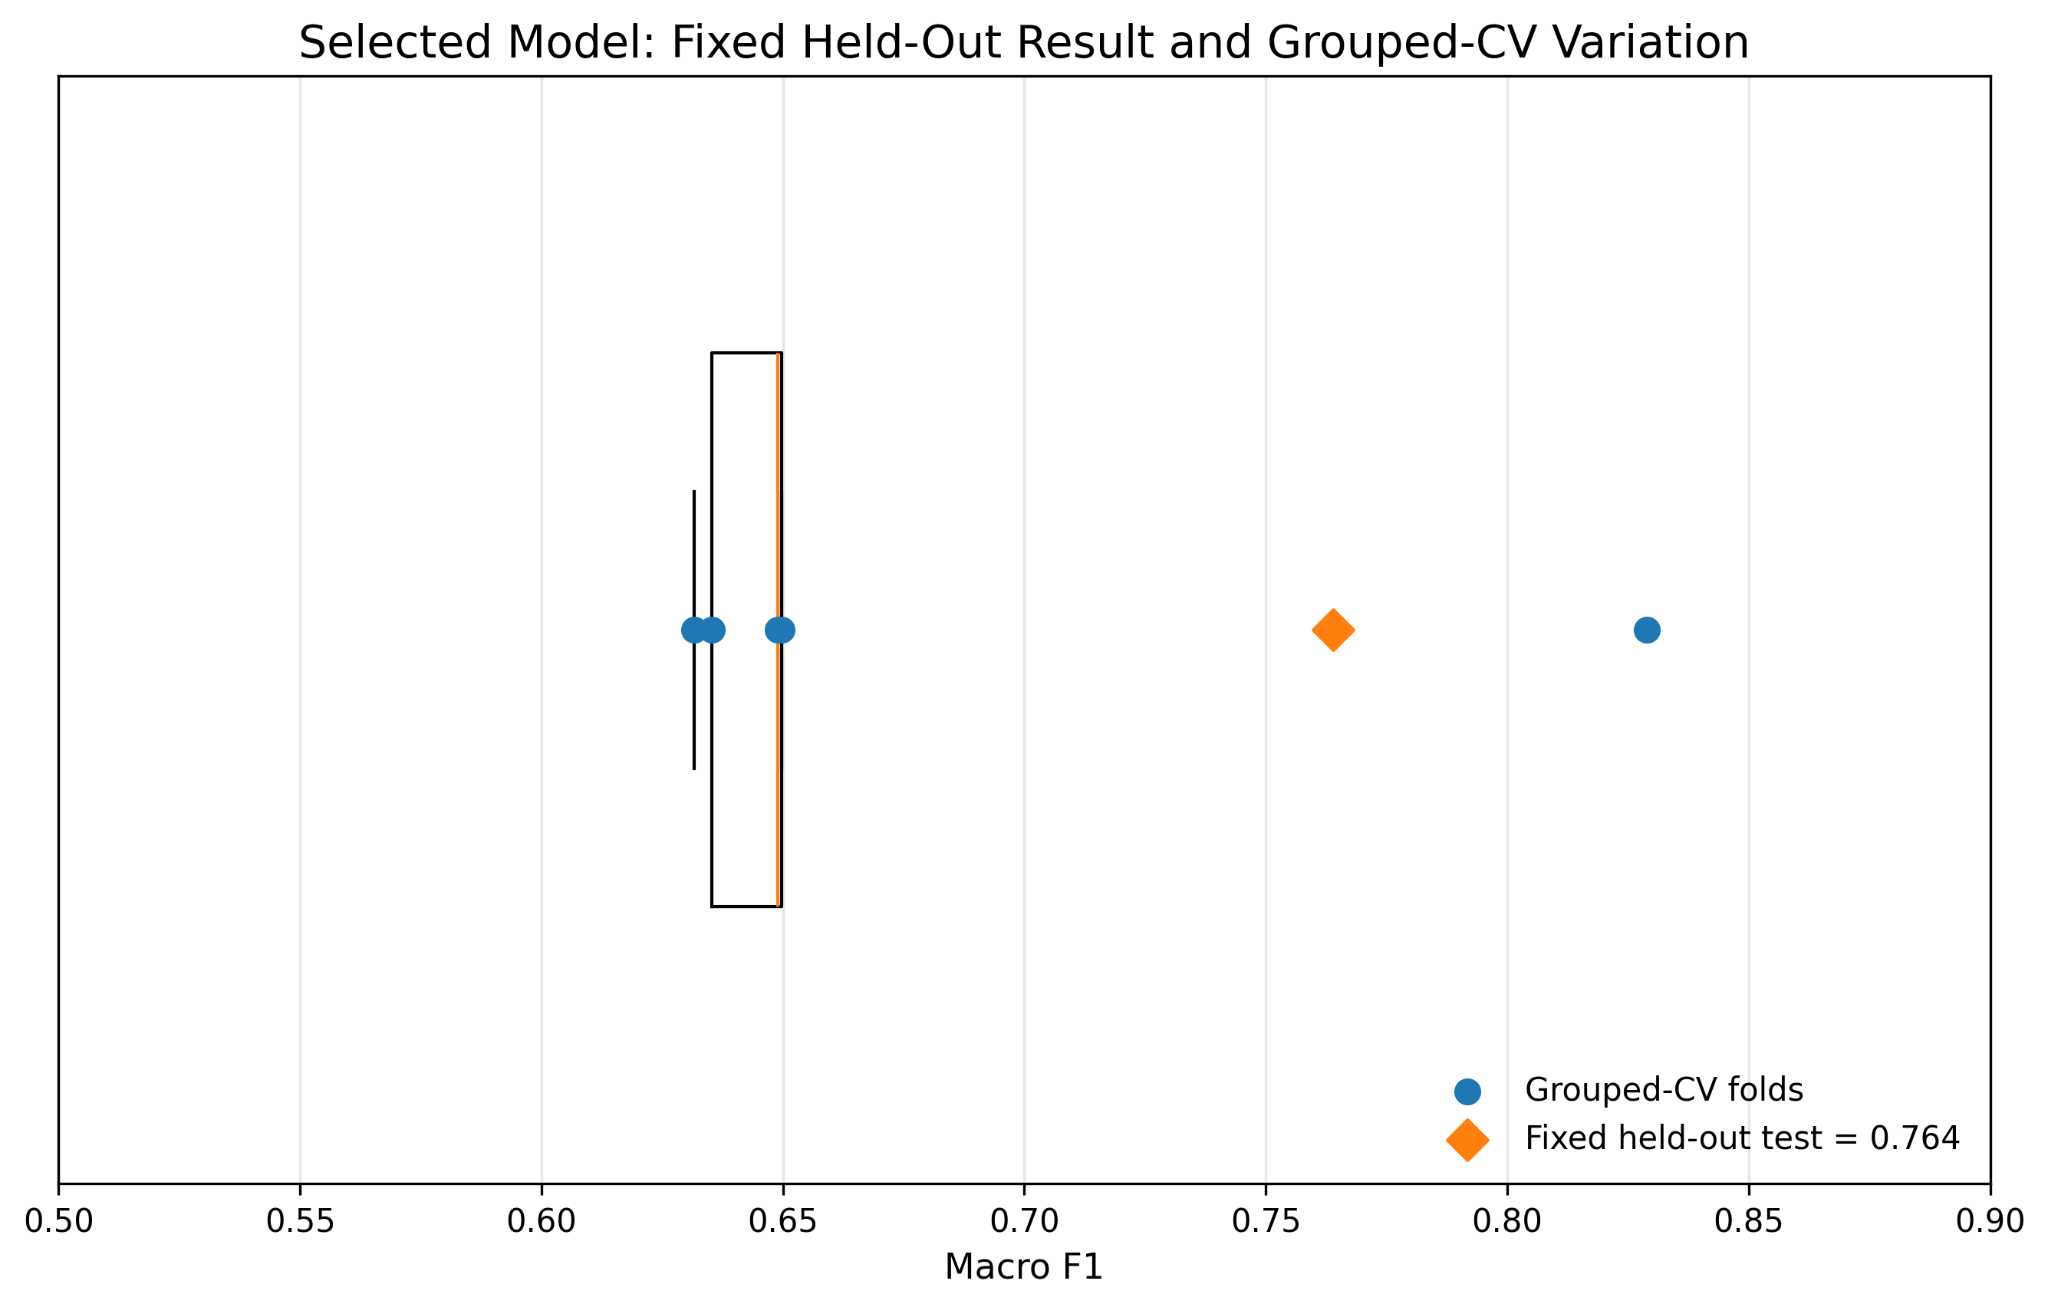 Selected Model: Fixed Held-Out Result and Grouped-CV Variation
Grouped-CV folds
Fixed held-out test = 0.764
0.50 0.55 0.60 0.65 0.70 0.75 0.80 0.85 0.90
Macro F1